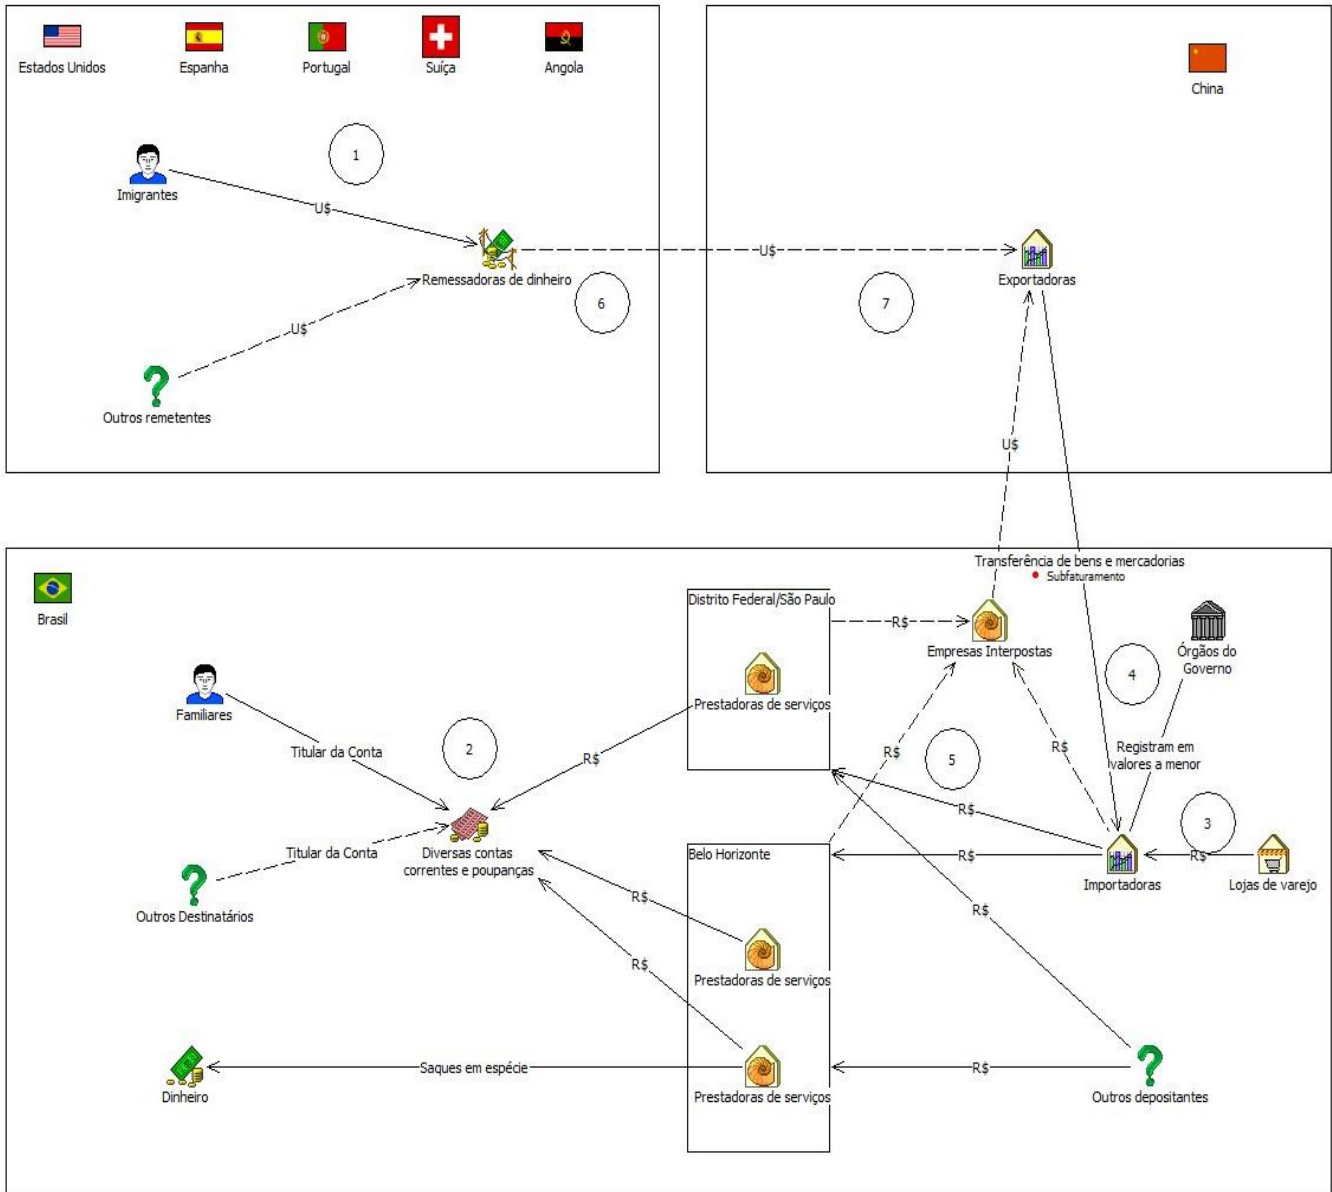 Estados Unidos
Espanha
Portugal
Suíça
Angola
China
1
Imigrantes
U$
Remessadoras de dinheiro
U$
Exportadoras
6
7
U$
Outros remetentes
U$
Brasil
Transferência de bens e mercadorias
Subfaturamento
Distrito Federal/São Paulo
R$
Empresas Interpostas
Órgãos do
Governo
4
Prestadoras de serviços
Familiares
2
Titular da Conta
R$
R$
5
R$
Registram em
valores a menor
R$
3
Titular da Conta
Diversas contas
correntes e poupanças
Belo Horizonte
R$
R$
Importadoras
Lojas de varejo
Outros Destinatários
R$
R$
R$
Prestadoras de serviços
Saques em espécie
R$
Dinheiro
Prestadoras de serviços
Outros depositantes